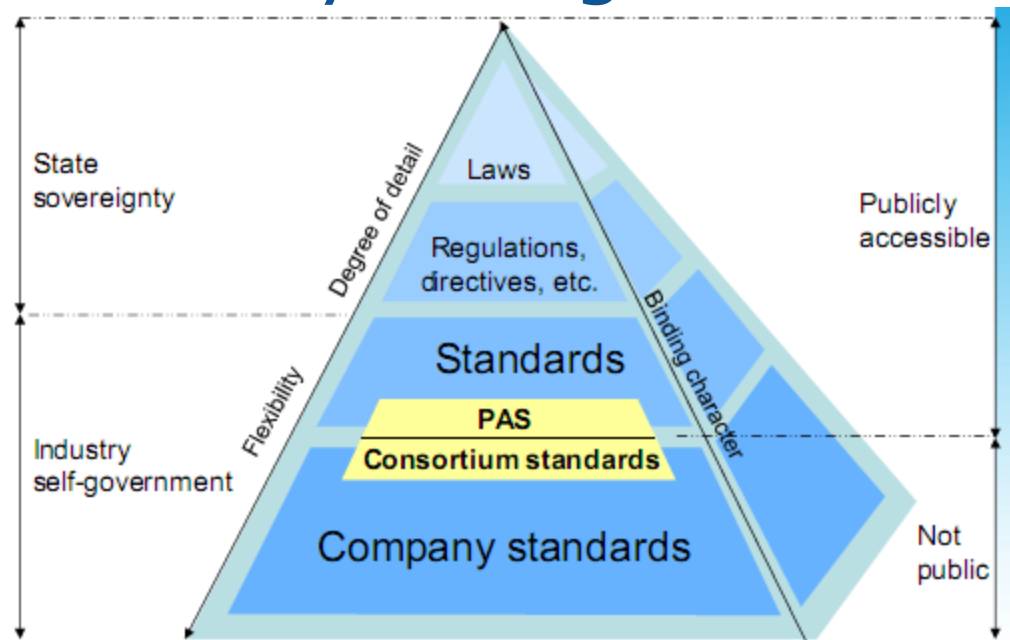 State
sovereignty
Degree of detail
Laws
Regulations,
directives, etc.
Publicly
accessible
Binding character
Standards
Flexibility
PAS
Consortium standards
Industry
self-government
Company standards
Not
public